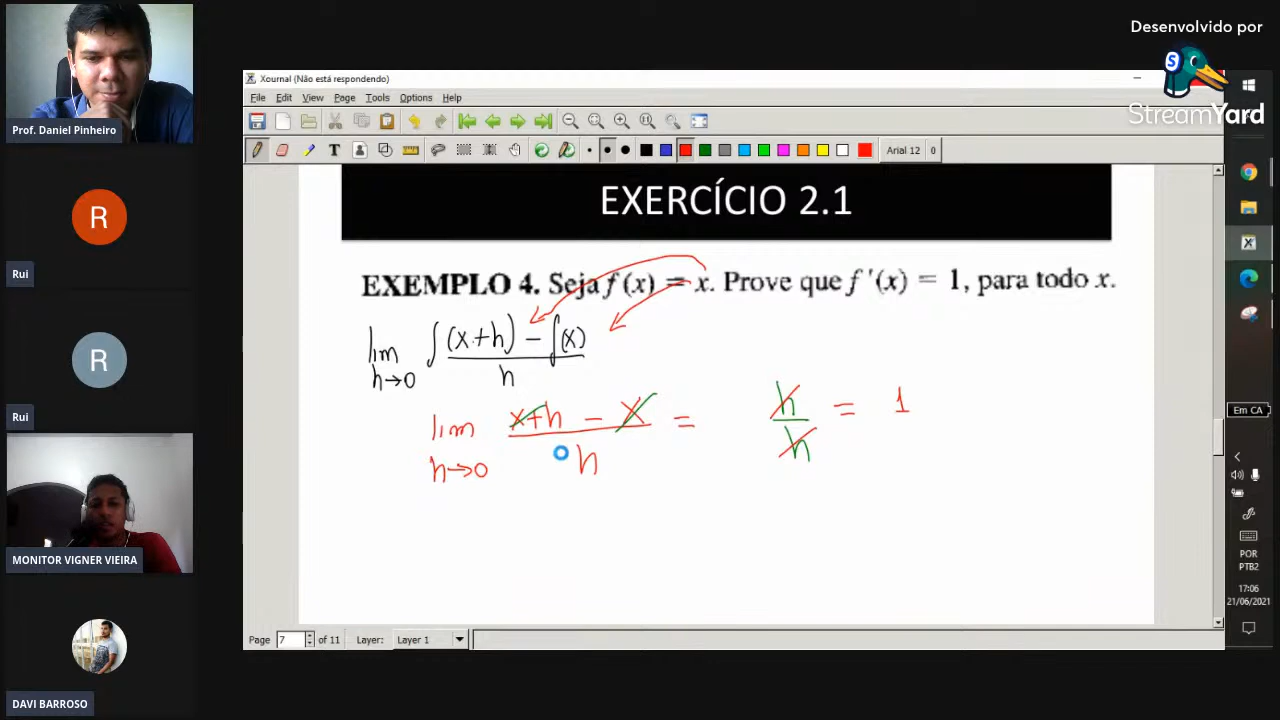 Desenvolvido por
StreamYard
Prof. Daniel Pinheiro
R
Rui
R
Rui
MONITOR VIGNER VIEIRA
DAVI BARROSO
Xournal (Não está respondendo)
File Edit View Page Tools Options Help
Arial 12
EXERCÍCIO 2.1
EXEMPLO 4. Seja f (x) = x. Prove que f '(x) = 1, para todo x.
lim f(x+h) - f(x)
h→0 h
lim x+h - x = h = 1
h→0 h h
Page 7 of 11 Layer: Layer 1
Em CA
POR
PTB2
17:06
21/06/2021